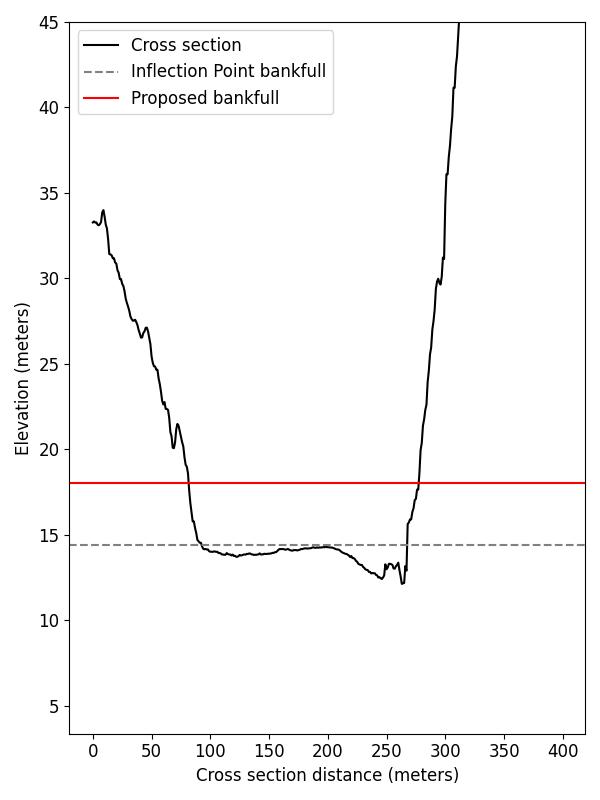 Cross section
Inflection Point bankfull
Proposed bankfull
45
40
35
30
25
20
15
10
5
Elevation (meters)
0 50 100 150 200 250 300 350 400
Cross section distance (meters)